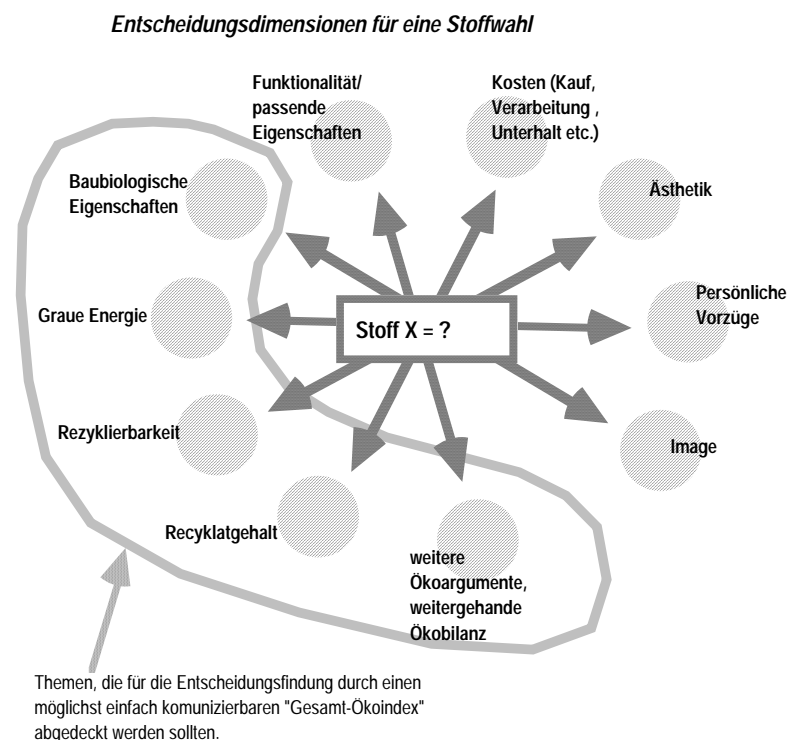 Entscheidungsdimensionen für eine Stoffwahl
Funktionalität/
passende
Eigenschaften
Kosten (Kauf,
Verarbeitung ,
Unterhalt etc.)
Baubiologische
Eigenschaften
Ästhetik
Graue Energie
Stoff X = ?
Persönliche
Vorzüge
Rezyklierbarkeit
Image
Recyklatgehalt
weitere
Ökoargumente,
weitergehande
Ökobilanz
Themen, die für die Entscheidungsfindung durch einen
möglichst einfach komunizierbaren "Gesamt-Ökoindex"
abgedeckt werden sollten.